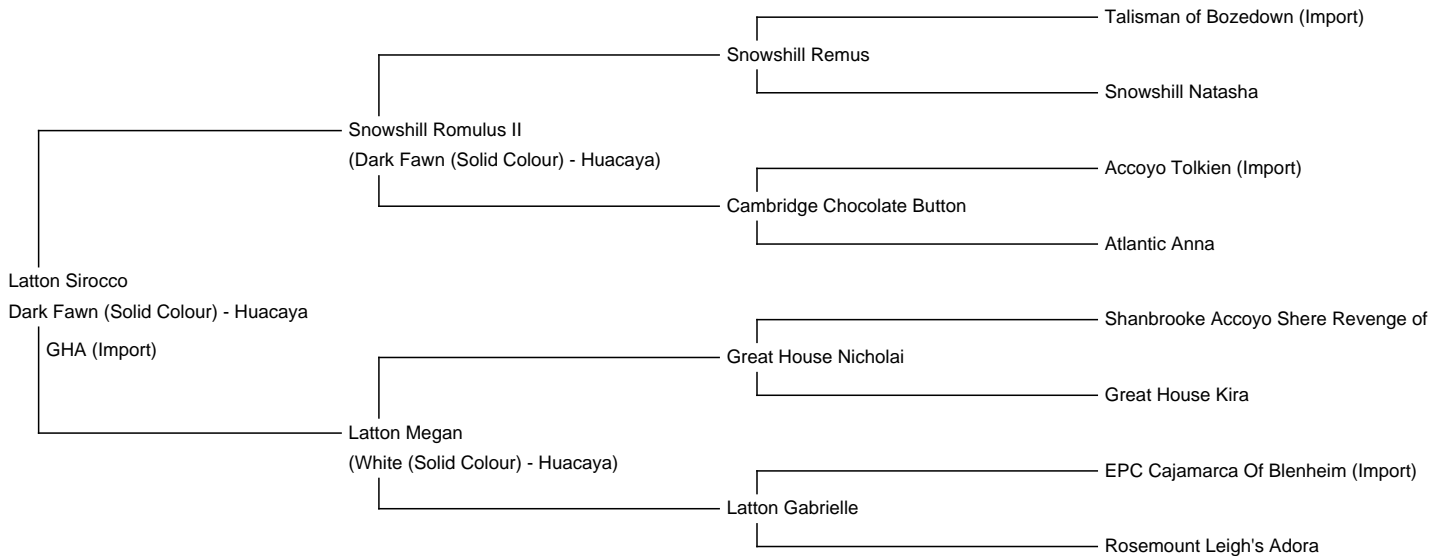 Talisman of Bozedown (Import)
Snowshill Remus
Snowshill Natasha
Snowshill Romulus II
(Dark Fawn (Solid Colour) - Huacaya)
Accoyo Tolkien (Import)
Cambridge Chocolate Button
Atlantic Anna
Latton Sirocco
Dark Fawn (Solid Colour) - Huacaya
GHA (Import)
Shanbrooke Accoyo Shere Revenge of
Great House Nicholai
Great House Kira
Latton Megan
(White (Solid Colour) - Huacaya)
EPC Cajamarca Of Blenheim (Import)
Latton Gabrielle
Rosemount Leigh's Adora